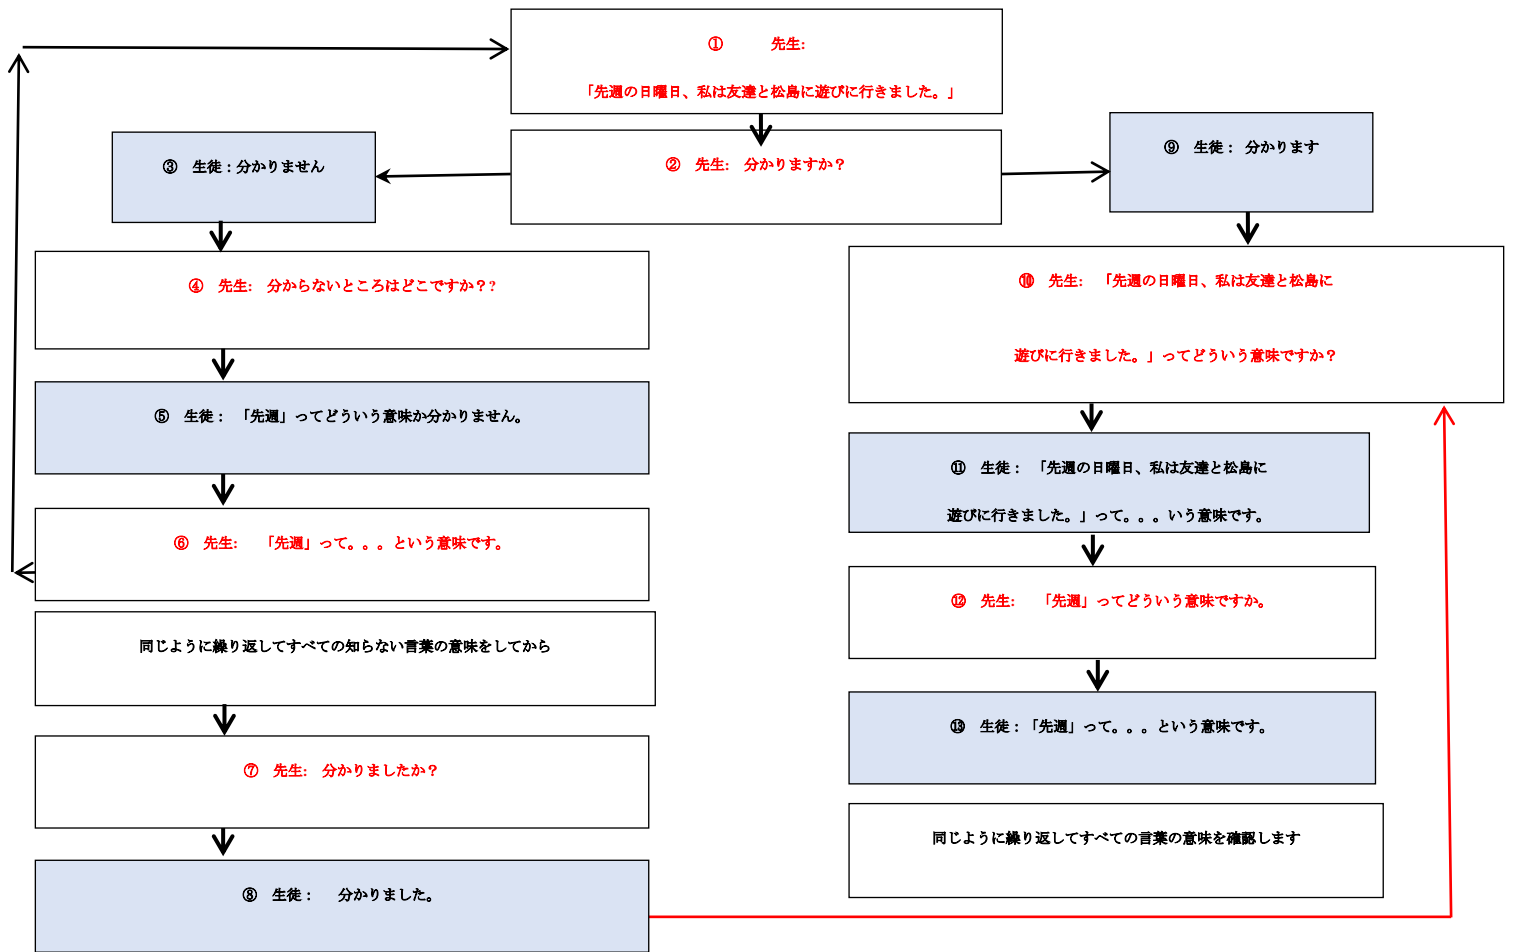 ① 先生:
「先週の日曜日、私は友達と松島に遊びに行きました。」
② 先生: 分かりますか？
③ 生徒：分かりません
④ 先生: 分からないところはどこですか？?
⑤ 生徒： 「先週」ってどういう意味か分かりません。
⑥ 先生: 「先週」って。。。という意味です。
同じように繰り返してすべての知らない言葉の意味をしてから
⑦ 先生: 分かりましたか？
⑧ 生徒： 分かりました。
⑨ 生徒： 分かります
⑩ 先生: 「先週の日曜日、私は友達と松島に
遊びに行きました。」ってどういう意味ですか？
⑪ 生徒： 「先週の日曜日、私は友達と松島に
遊びに行きました。」って。。。いう意味です。
⑫ 先生: 「先週」ってどういう意味ですか。
⑬ 生徒：「先週」って。。。という意味です。
同じように繰り返してすべての言葉の意味を確認します